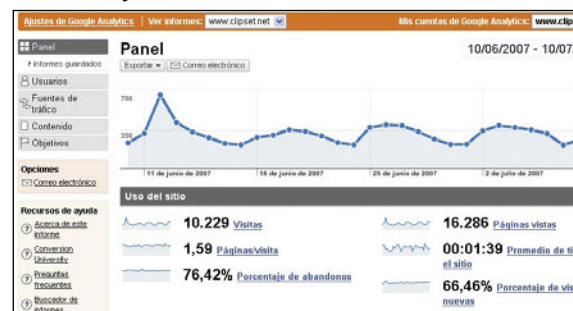 Ajustes de Google Analytics | Ver informes: www.clipset.net Mis cuentas de Google Analytics: www.clip
Panel
Informes guardados
Usuarios
Fuentes de
tráfico
Contenido
Objetivos
Opciones
Correo electrónico
Recursos de ayuda
Acerca de este
informe
Conversion
University
Preguntas
frecuentes
Buscador de
informes
Panel 10/06/2007 - 10/07
Exportar Correo electrónico
700
350
11 de junio de 2007 18 de junio de 2007 25 de junio de 2007 2 de julio de 2007
Uso del sitio
10.229 Visitas
1,59 Páginas/visita
76,42% Porcentaje de abandonos
16.286 Páginas vistas
00:01:39 Promedio de ti
el sitio
66,46% Porcentaje de vis
nuevas